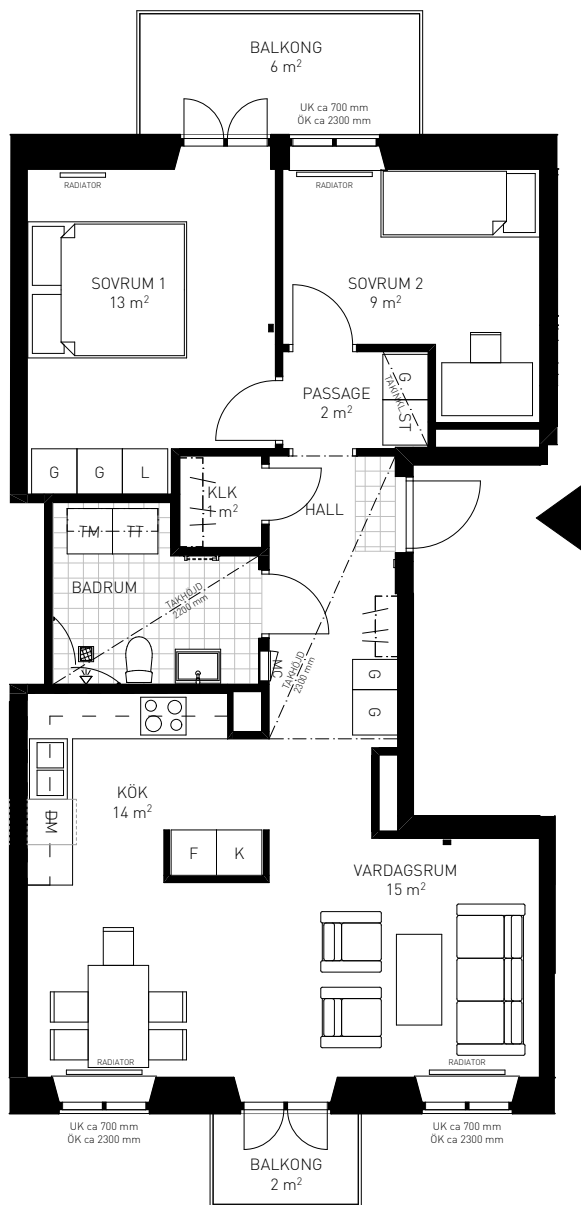 BALKONG
6 m²
UK ca 700 mm
ÖK ca 2300 mm
RADIATOR
RADIATOR
SOVRUM 1
13 m²
SOVRUM 2
9 m²
PASSAGE
2 m²
G
TAKINKL.
ST
G
G
L
KLK
1 m²
HALL
TM
TT
BADRUM
TAKHÖJD
2200 mm
TAKHÖJD
2300 mm
MC
G
G
KÖK
14 m²
DM
F
K
VARDAGSRUM
15 m²
RADIATOR
RADIATOR
UK ca 700 mm
ÖK ca 2300 mm
UK ca 700 mm
ÖK ca 2300 mm
BALKONG
2 m²